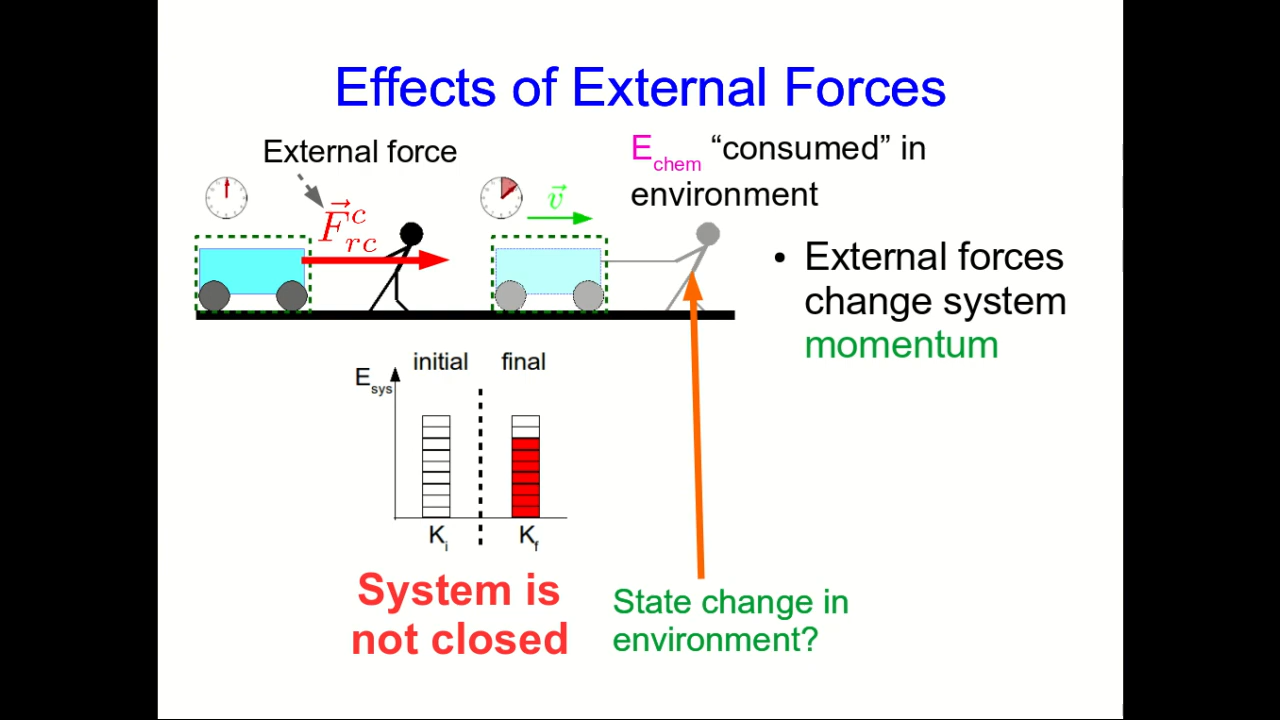 Effects of External Forces
External force
E_chem “consumed” in
environment
F⃗^c_rc
v⃗
• External forces
change system
momentum
initial
final
E_sys
K_i
K_f
System is
not closed
State change in
environment?